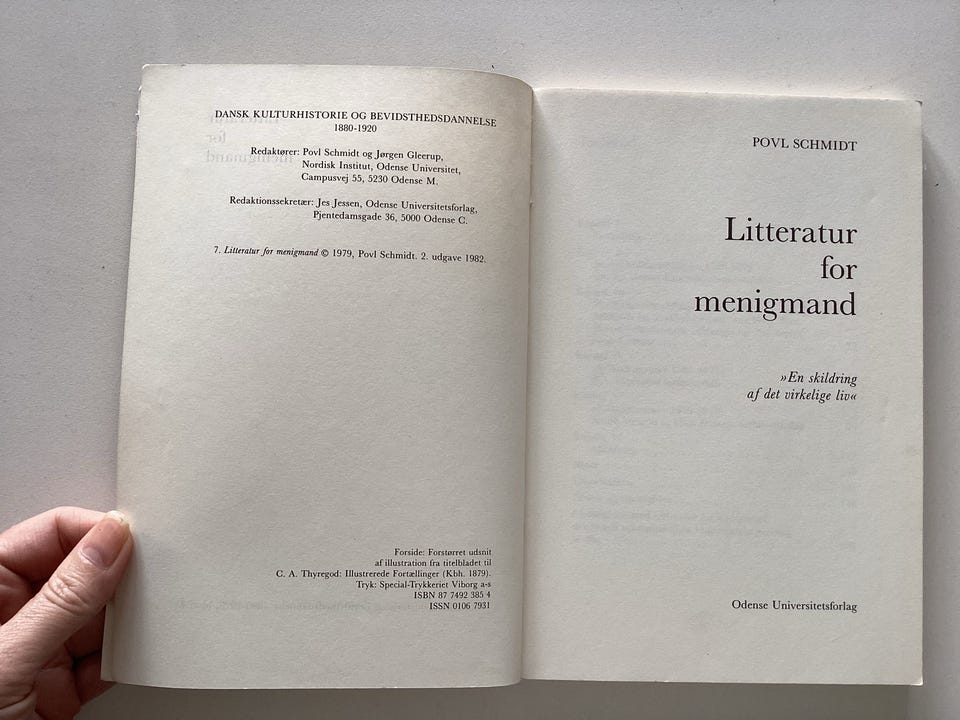 DANSK KULTURHISTORIE OG BEVIDSTHEDSDANNELSE
1880-1920
Redaktører: Povl Schmidt og Jørgen Gleerup,
Nordisk Institut, Odense Universitet,
Campusvej 55, 5230 Odense M.
Redaktionssekretær: Jes Jessen, Odense Universitetsforlag,
Pjentedamsgade 36, 5000 Odense C.
7. Litteratur for menigmand © 1979, Povl Schmidt. 2. udgave 1982.
Forside: Forstørret udsnit
af illustration fra titelbladet til
C. A. Thyregod: Illustrerede Fortællinger (Kbh. 1879).
Tryk: Special-Trykkeriet Viborg a-s
ISBN 87 7492 385 4
ISSN 0106 7931
POVL SCHMIDT
Litteratur
for
menigmand
»En skildring
af det virkelige liv«
Odense Universitetsforlag